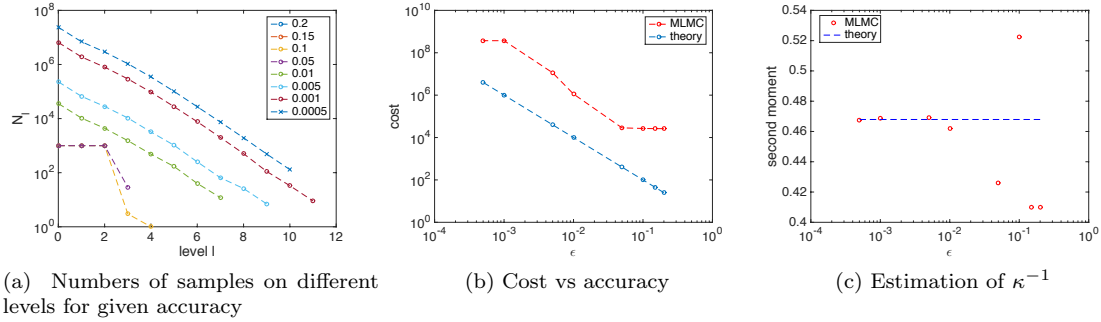 10^8
10^6
10^4
10^2
10^0
N_l
0 2 4 6 8 10 12
level l
0.2
0.15
0.1
0.05
0.01
0.005
0.001
0.0005
(a) Numbers of samples on different
levels for given accuracy
10^10
10^8
10^6
10^4
10^2
10^0
cost
10^-4 10^-3 10^-2 10^-1 10^0
ϵ
MLMC
theory
(b) Cost vs accuracy
0.54
0.52
0.5
0.48
0.46
0.44
0.42
0.4
second moment
10^-4 10^-3 10^-2 10^-1 10^0
ϵ
MLMC
theory
(c) Estimation of κ^−1